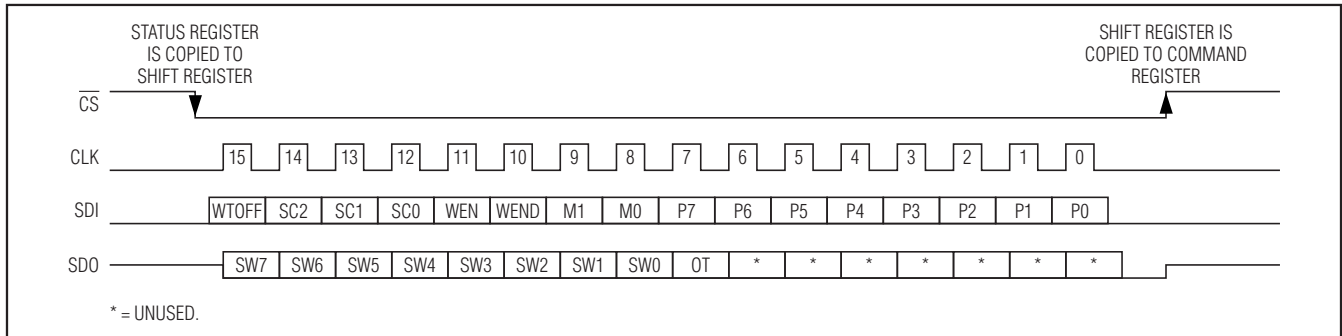 STATUS REGISTER
IS COPIED TO
SHIFT REGISTER
SHIFT REGISTER IS
COPIED TO COMMAND
REGISTER
CS
CLK 15 14 13 12 11 10 9 8 7 6 5 4 3 2 1 0
SDI WTOFF SC2 SC1 SC0 WEN WEND M1 M0 P7 P6 P5 P4 P3 P2 P1 P0
SDO SW7 SW6 SW5 SW4 SW3 SW2 SW1 SW0 OT * * * * * * *
* = UNUSED.